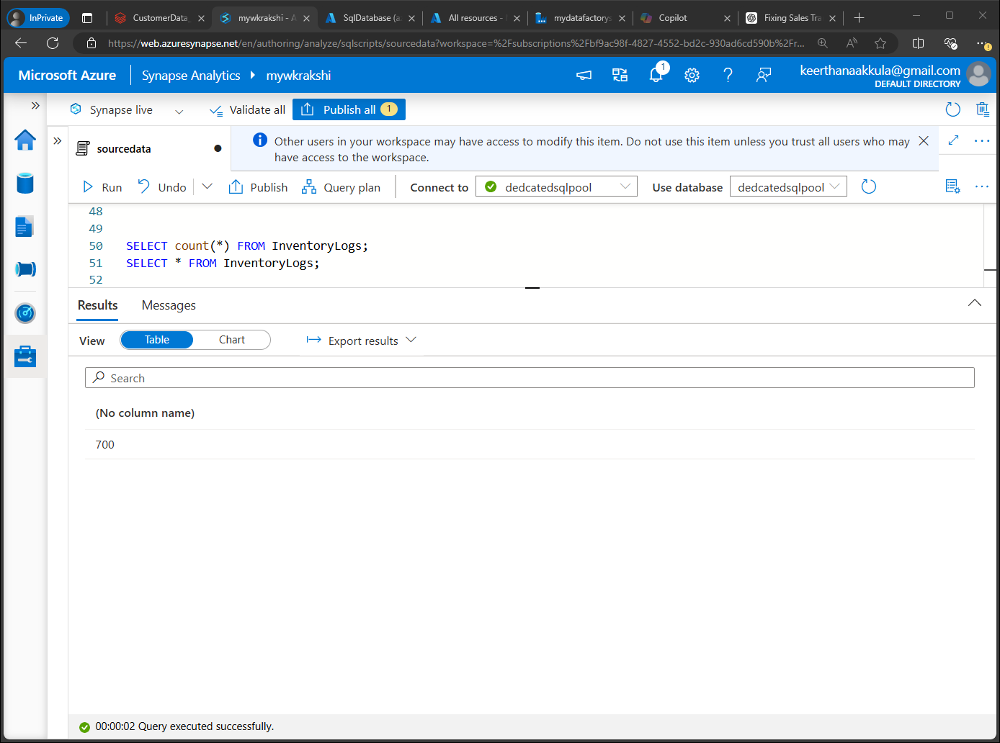 InPrivate
CustomerData_
mywkrakshi - A
SqlDatabase (a
All resources -
mydatafactorys
Copilot
Fixing Sales Tra
https://web.azuresynapse.net/en/authoring/analyze/sqlscripts/sourcedata?workspace=%2Fsubscriptions%2Fbf9ac98f-4827-4552-bd2c-930ad6cd590b%2Fr...
Microsoft Azure
Synapse Analytics
mywkrakshi
1
keerthanaakkula@gmail.com
DEFAULT DIRECTORY
Synapse live
Validate all
Publish all
1
sourcedata
Other users in your workspace may have access to modify this item. Do not use this item unless you trust all users who may
have access to the workspace.
Run
Undo
Publish
Query plan
Connect to
dedcatedsqlpool
Use database
dedcatedsqlpool
48
49
50 SELECT count(*) FROM InventoryLogs;
51 SELECT * FROM InventoryLogs;
52
Results
Messages
View
Table
Chart
Export results
Search
(No column name)
700
00:00:02 Query executed successfully.